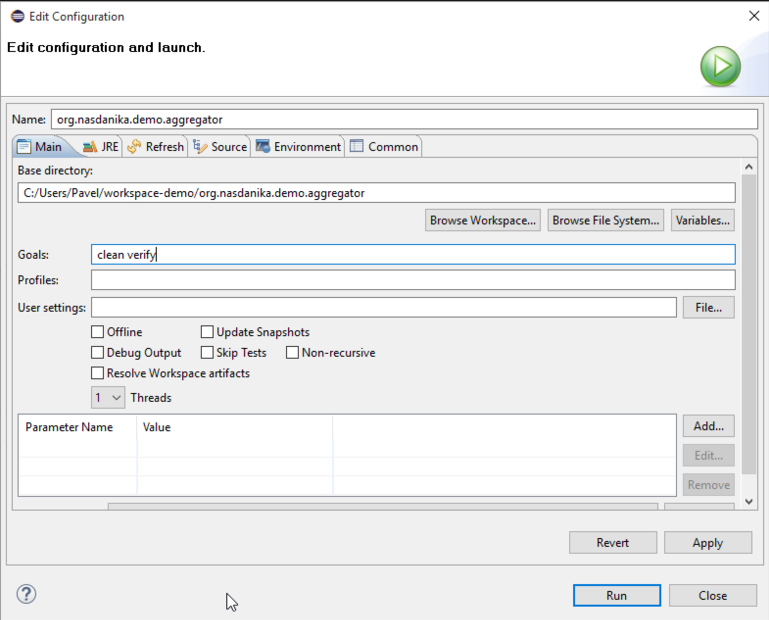 Edit Configuration
Edit configuration and launch.
Name: org.nasdanika.demo.aggregator
Main JRE Refresh Source Environment Common
Base directory:
C:/Users/Pavel/workspace-demo/org.nasdanika.demo.aggregator
Browse Workspace... Browse File System... Variables...
Goals: clean verify
Profiles:
User settings: File...
Offline Update Snapshots
Debug Output Skip Tests Non-recursive
Resolve Workspace artifacts
1 Threads
Parameter Name Value Add...
Edit...
Remove
Revert Apply
? Run Close